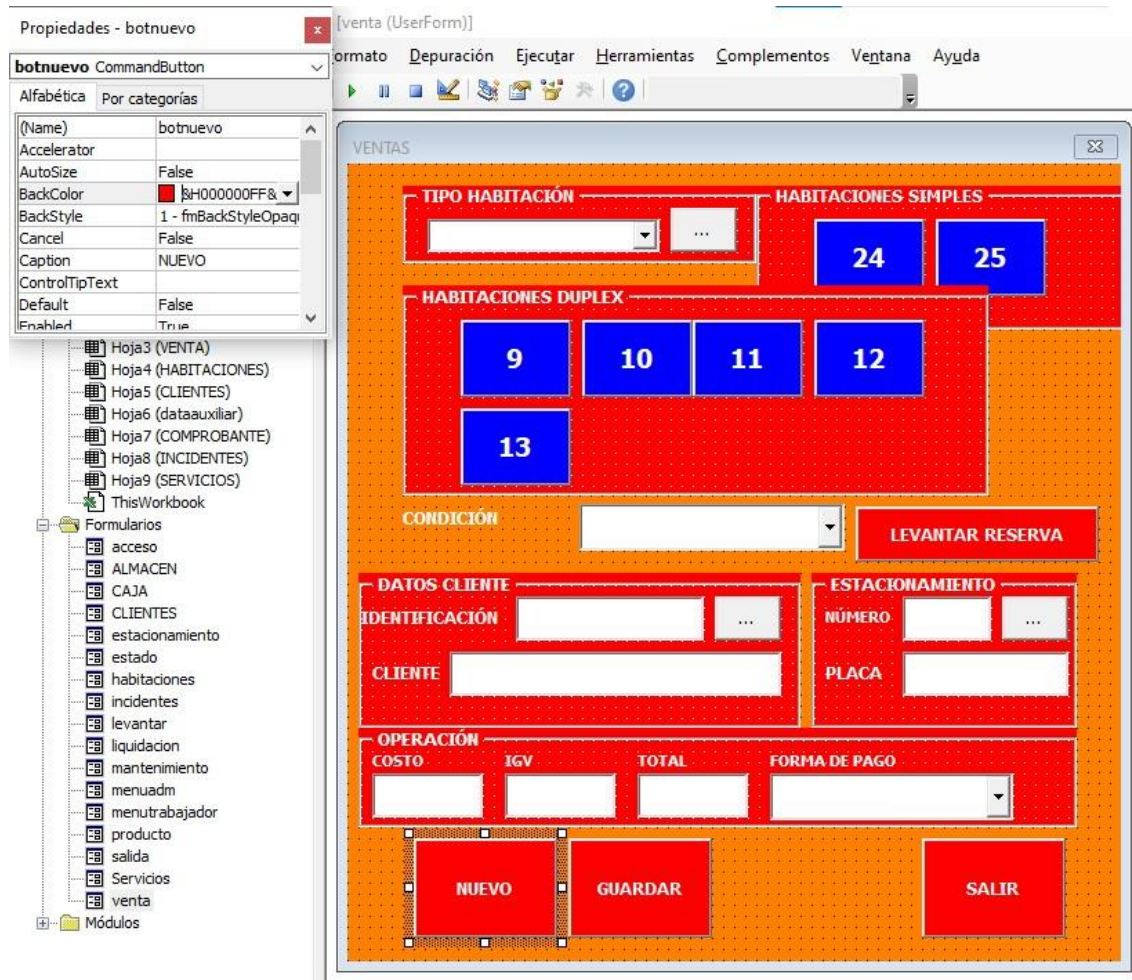 Propiedades - botnuevo
x
[venta (UserForm)]
botnuevo CommandButton
ormato Depuración Ejecutar Herramientas Complementos Ventana Ayuda
Alfabética Por categorías
(Name) botnuevo
Accelerator
AutoSize False
BackColor &H000000FF&
BackStyle 1 - fmBackStyleOpaqu
Cancel False
Caption NUEVO
ControlTipText
Default False
Enabled True
Hoja3 (VENTA)
Hoja4 (HABITACIONES)
Hoja5 (CLIENTES)
Hoja6 (dataauxiliar)
Hoja7 (COMPROBANTE)
Hoja8 (INCIDENTES)
Hoja9 (SERVICIOS)
ThisWorkbook
Formularios
acceso
ALMACEN
CAJA
CLIENTES
estacionamiento
estado
habitaciones
incidentes
levantar
liquidacion
mantenimiento
menuadm
menutrabajador
producto
salida
Servicios
venta
Módulos
VENTAS
TIPO HABITACIÓN HABITACIONES SIMPLES
...
24 25
HABITACIONES DUPLEX
9 10 11 12
13
CONDICIÓN
LEVANTAR RESERVA
DATOS CLIENTE ESTACIONAMIENTO
IDENTIFICACIÓN ... NÚMERO ...
CLIENTE PLACA
OPERACIÓN
COSTO IGV TOTAL FORMA DE PAGO
NUEVO GUARDAR SALIR